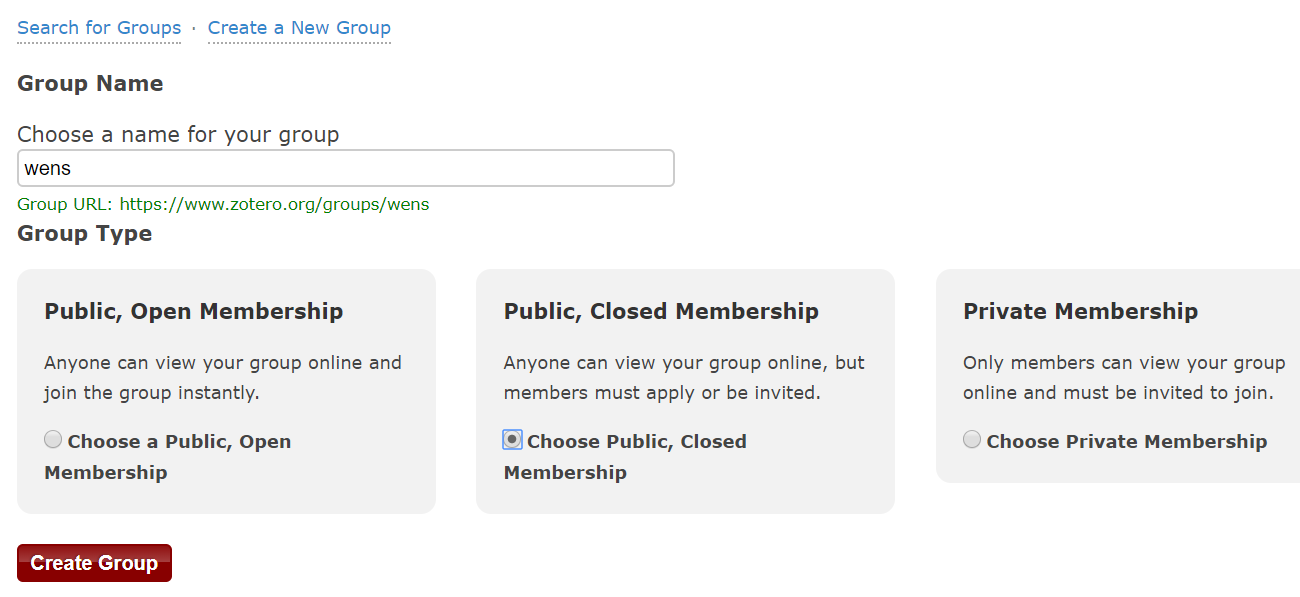 Search for Groups · Create a New Group
Group Name
Choose a name for your group
wens
Group URL: https://www.zotero.org/groups/wens
Group Type
Public, Open Membership
Anyone can view your group online and
join the group instantly.
Choose a Public, Open
Membership
Public, Closed Membership
Anyone can view your group online, but
members must apply or be invited.
Choose Public, Closed
Membership
Private Membership
Only members can view your group
online and must be invited to join.
Choose Private Membership
Create Group